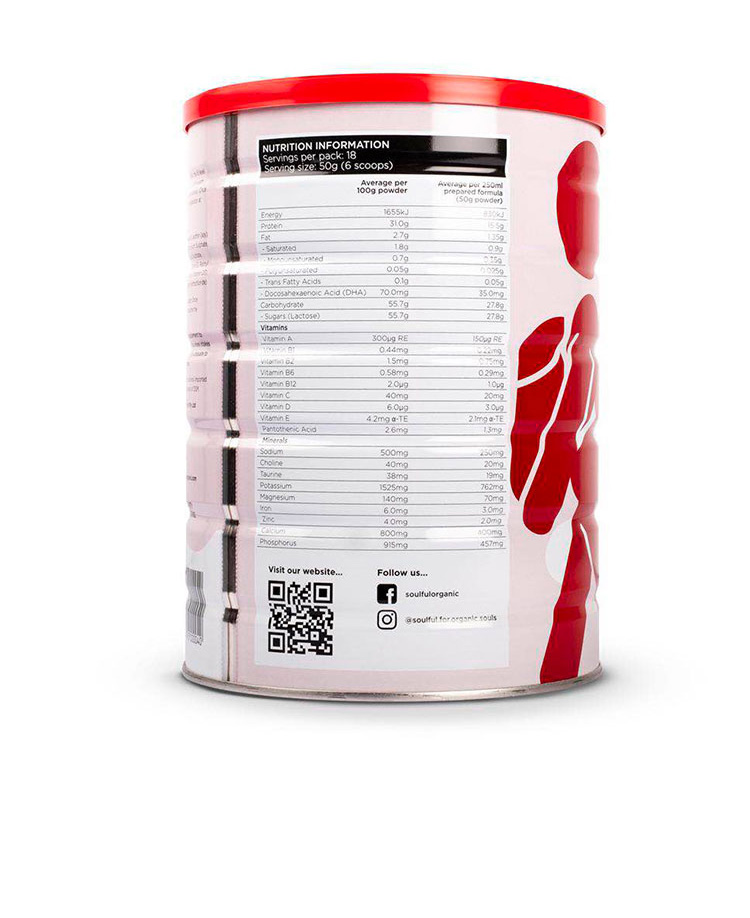 NUTRITION INFORMATION
Servings per pack: 18
Serving size: 50g (6 scoops)
Average per 100g powder
Average per 250ml prepared formula (50g powder)
Energy 1655kJ 830kJ
Protein 31.0g 15.5g
Fat 2.7g 1.35g
- Saturated 1.8g 0.9g
- Monounsaturated 0.7g 0.35g
- Polyunsaturated 0.05g
- Trans Fatty Acids 0.1g 0.05g
- Docosahexaenoic Acid (DHA) 70.0mg 35.0mg
Carbohydrate 55.7g 27.8g
- Sugars (Lactose) 55.7g 27.8g
Vitamins
Vitamin A 300µg RE 150µg RE
Vitamin B1 0.44mg 0.22mg
Vitamin B2 1.5mg 0.75mg
Vitamin B6 0.58mg 0.29mg
Vitamin B12 2.0µg 1.0µg
Vitamin C 40mg 20mg
Vitamin D 6.0µg 3.0µg
Vitamin E 4.2mg α-TE 2.1mg α-TE
Pantothenic Acid 2.6mg 1.3mg
Minerals
Sodium 500mg 250mg
Choline 40mg 20mg
Taurine 38mg 19mg
Potassium 1525mg 762mg
Magnesium 140mg 70mg
Iron 6.0mg 3.0mg
Zinc 4.0mg 2.0mg
Calcium 800mg 400mg
Phosphorus 915mg 457mg
Visit our website...
Follow us...
soulfulorganic
@soulful.for.organic.souls